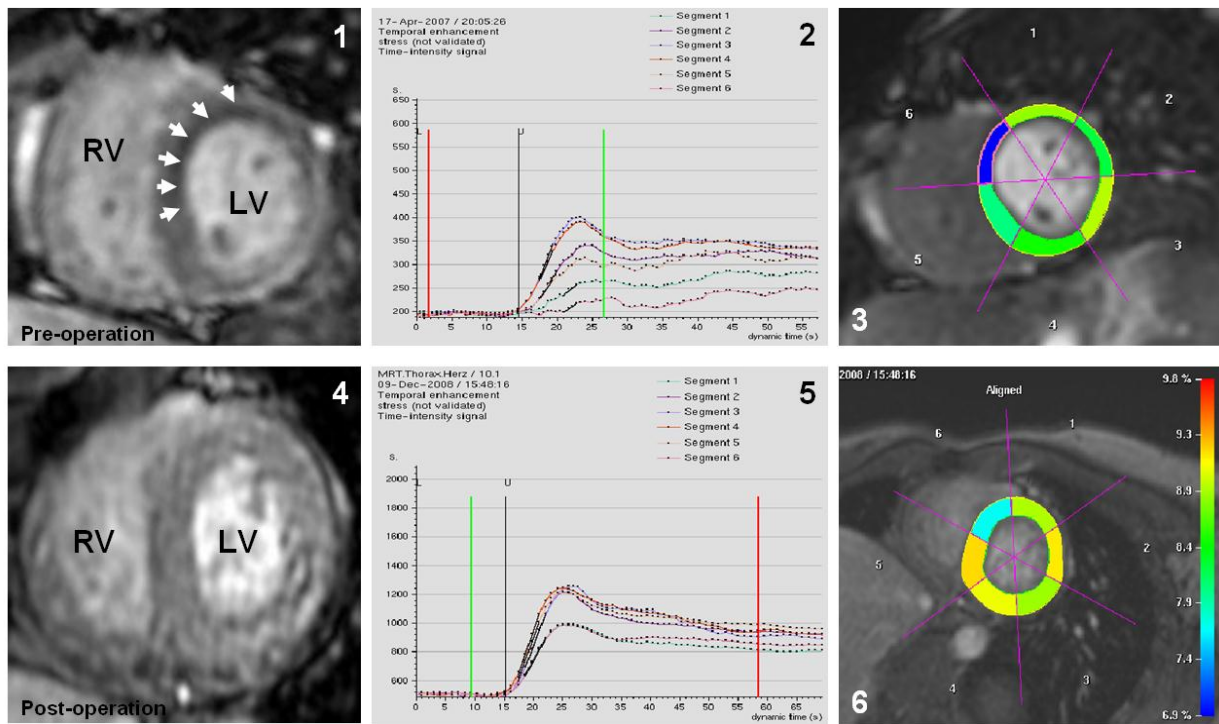 1
RV
LV
Pre-operation
17-Apr-2007 / 20:05:26
Temporal enhancement
stress (not validated)
Time-intensity signal
Segment 1
Segment 2
Segment 3
Segment 4
Segment 5
Segment 6
2
s.
650
600
550
500
450
400
350
300
250
200
L
U
0 5 10 15 20 25 30 35 40 45 50 55
dynamic time (s)
1
2
6
5
3
4
3
4
RV
LV
Post-operation
MRT.Thorax.Herz / 10.1
09-Dec-2008 / 15:48:16
Temporal enhancement
stress (not validated)
Time-intensity signal
Segment 1
Segment 2
Segment 3
Segment 4
Segment 5
Segment 6
5
s.
2000
1800
1600
1400
1200
1000
800
600
L
U
0 5 10 15 20 25 30 35 40 45 50 55 60 65
dynamic time (s)
2008 / 15:48:16
Aligned
9.8 %
9.3
8.9
8.4
7.9
7.4
6.9 %
6
1
2
5
4
3
6